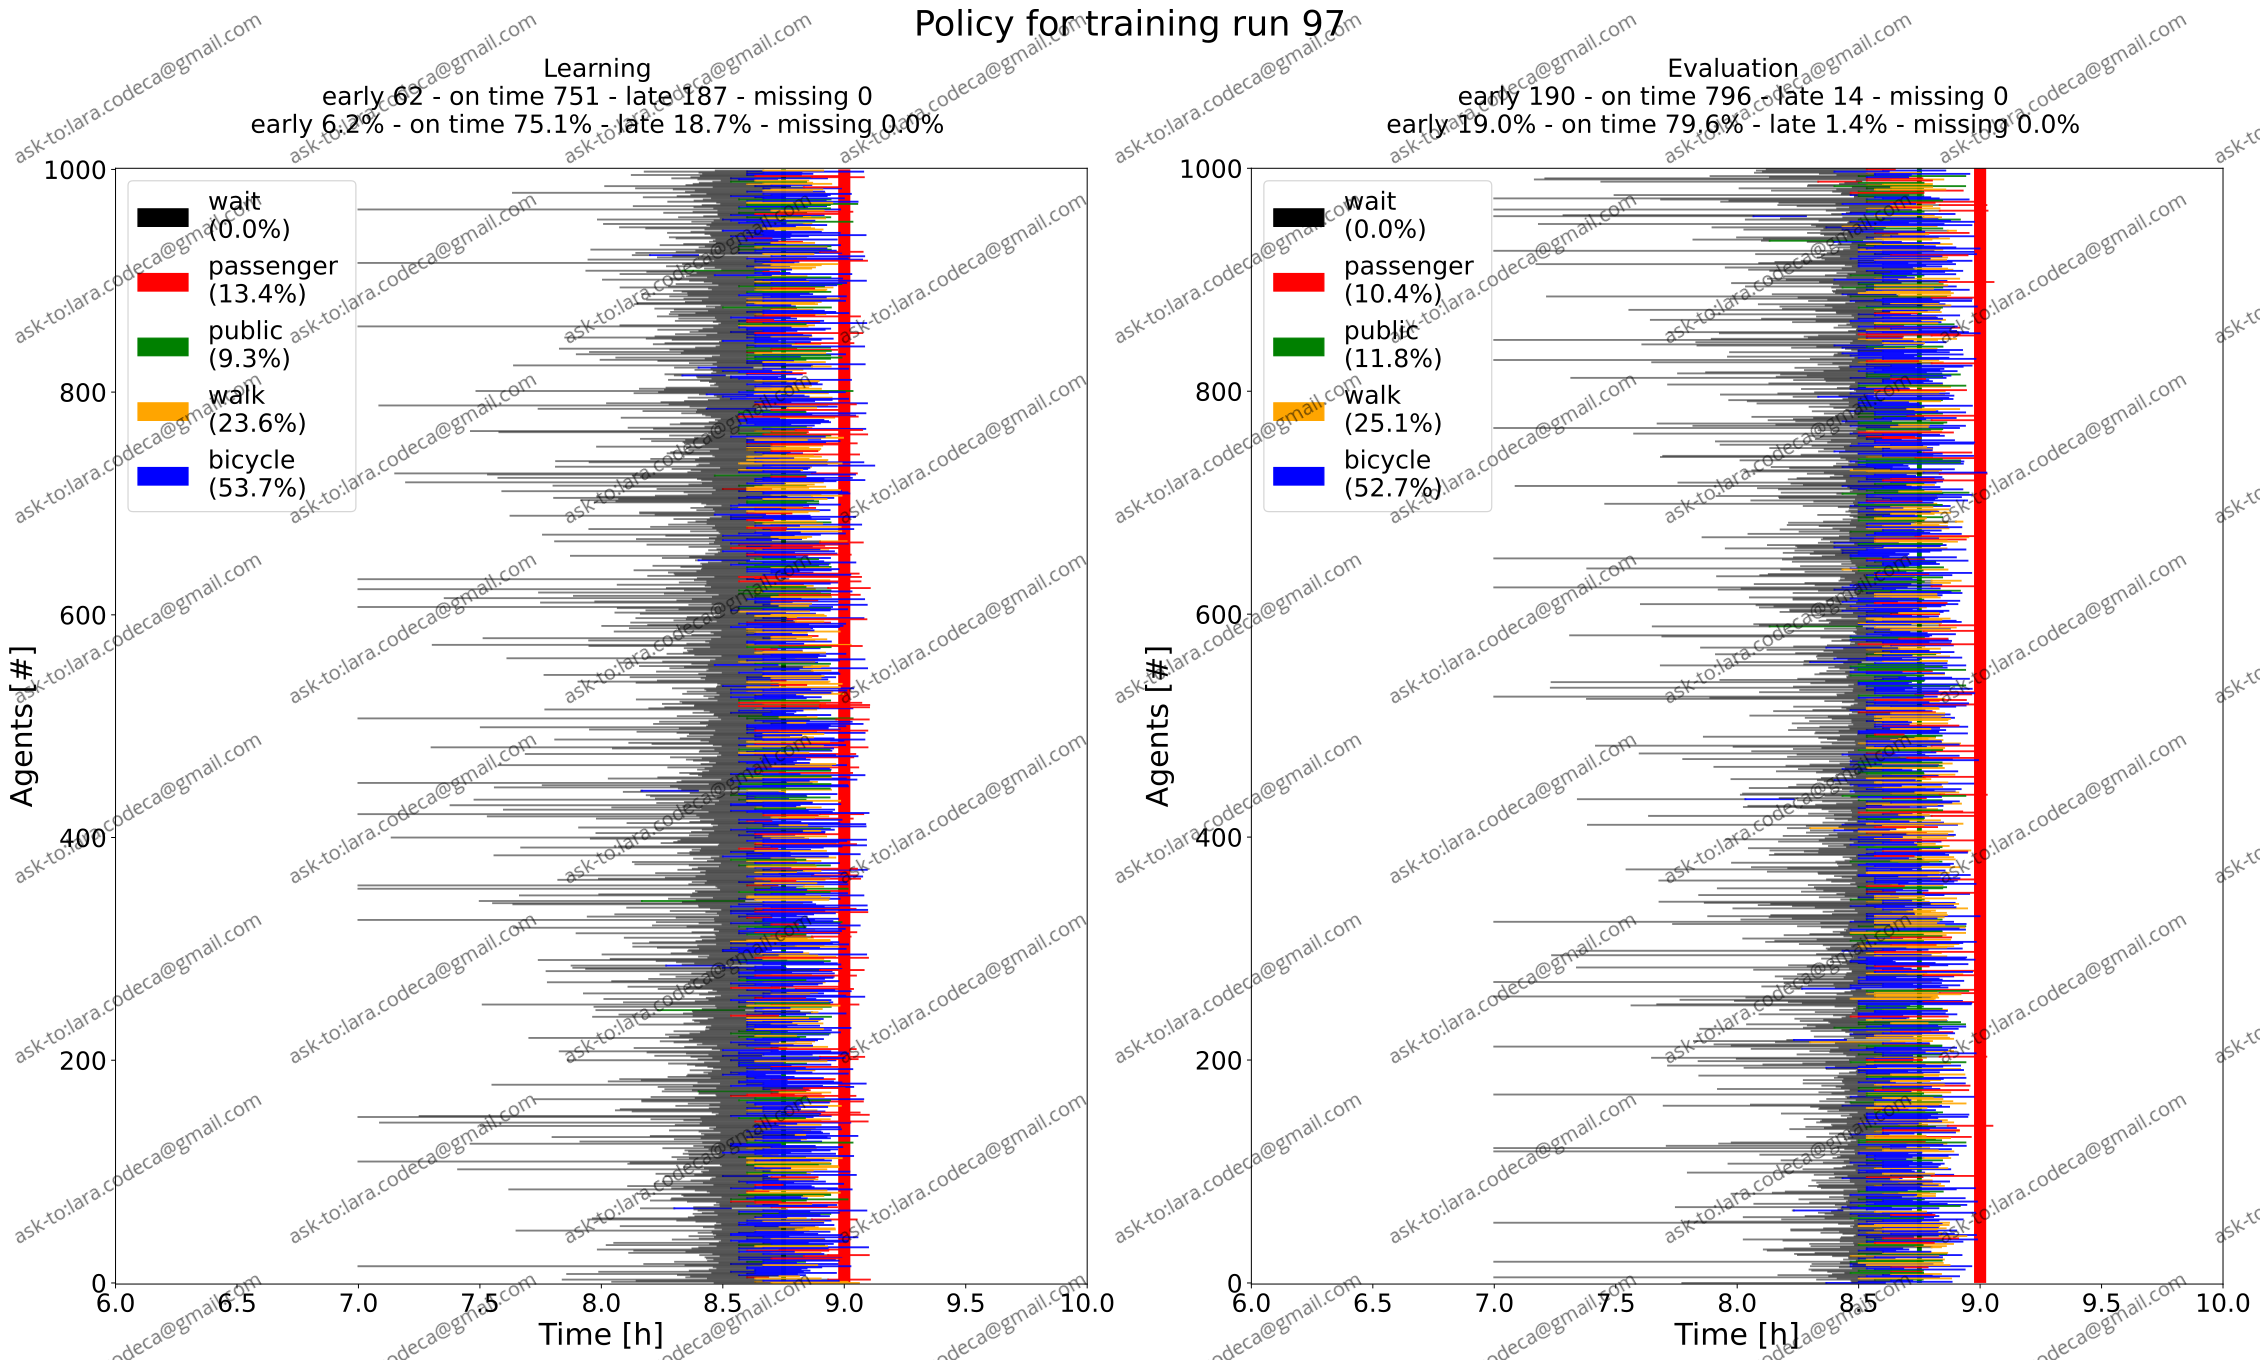 Policy for training run 97
Learning
early 62 - on time 751 - late 187 - missing 0
early 6.2% - on time 75.1% - late 18.7% - missing 0.0%
wait
(0.0%)
passenger
(13.4%)
public
(9.3%)
walk
(23.6%)
bicycle
(53.7%)
Agents [#]
1000
800
600
400
200
0
6.0 6.5 7.0 7.5 8.0 8.5 9.0 9.5 10.0
Time [h]
Evaluation
early 190 - on time 796 - late 14 - missing 0
early 19.0% - on time 79.6% - late 1.4% - missing 0.0%
wait
(0.0%)
passenger
(10.4%)
public
(11.8%)
walk
(25.1%)
bicycle
(52.7%)
Agents [#]
1000
800
600
400
200
0
6.0 6.5 7.0 7.5 8.0 8.5 9.0 9.5 10.0
Time [h]
ask-to:lara.codeca@gmail.com